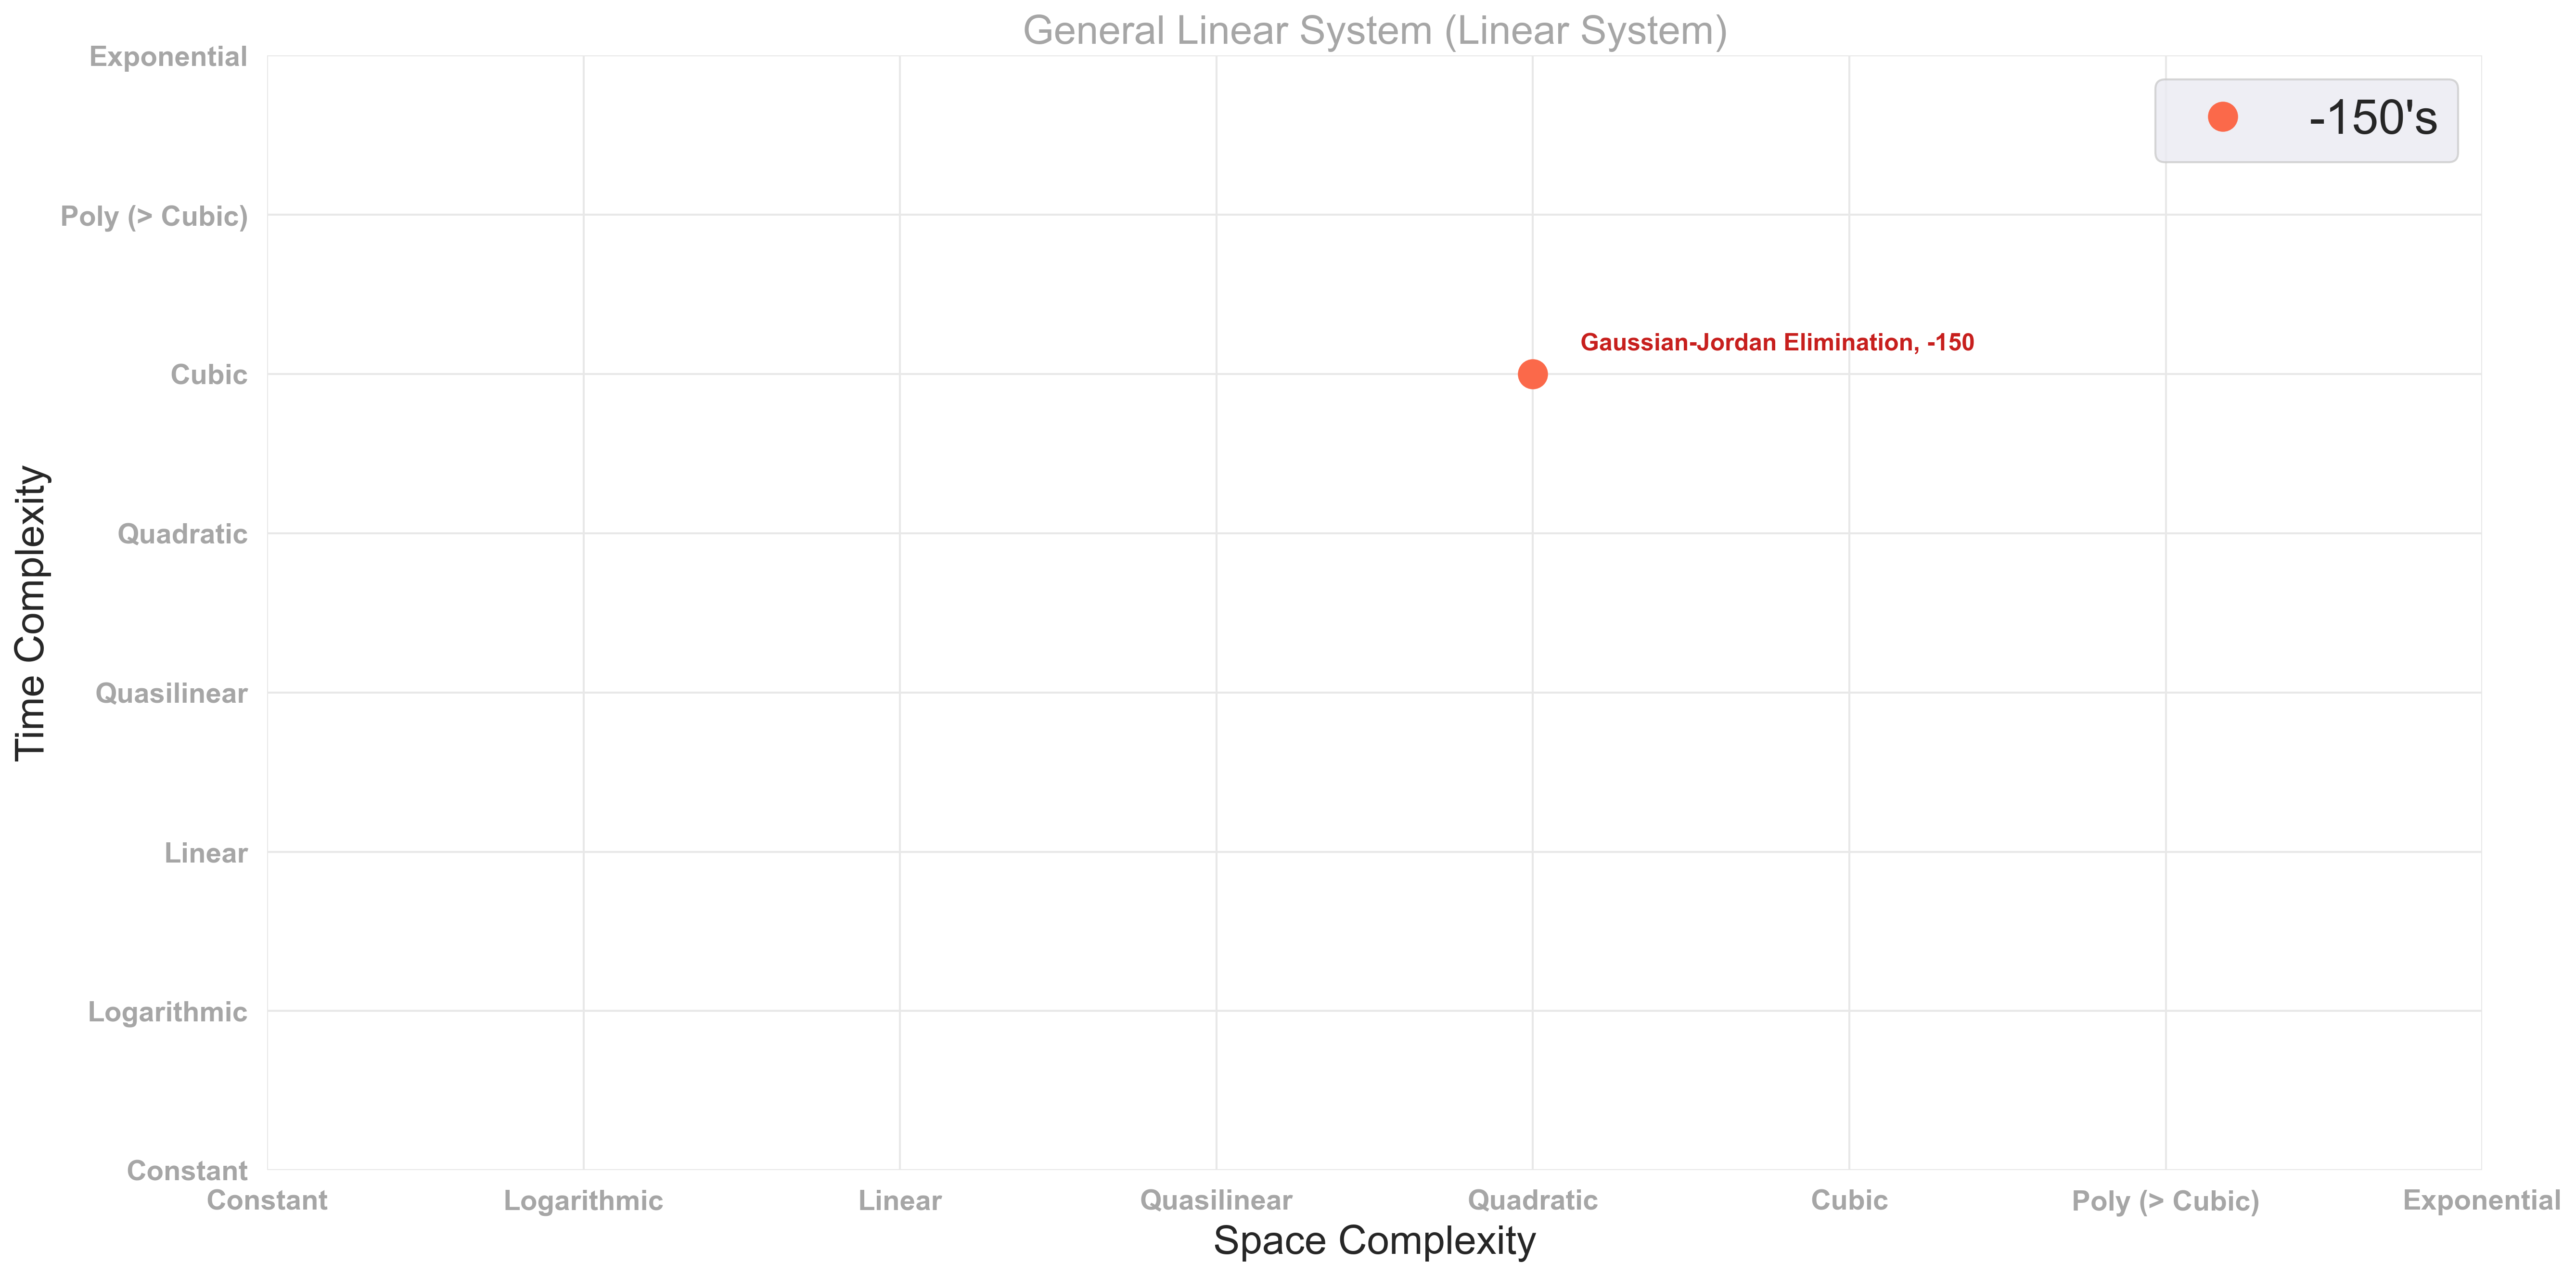 General Linear System (Linear System)
Exponential
-150's
Poly (> Cubic)
Gaussian-Jordan Elimination, -150
Cubic
Quadratic
Time Complexity
Quasilinear
Linear
Logarithmic
Constant
Constant
Logarithmic
Linear
Quasilinear
Quadratic
Cubic
Poly (> Cubic)
Exponential
Space Complexity